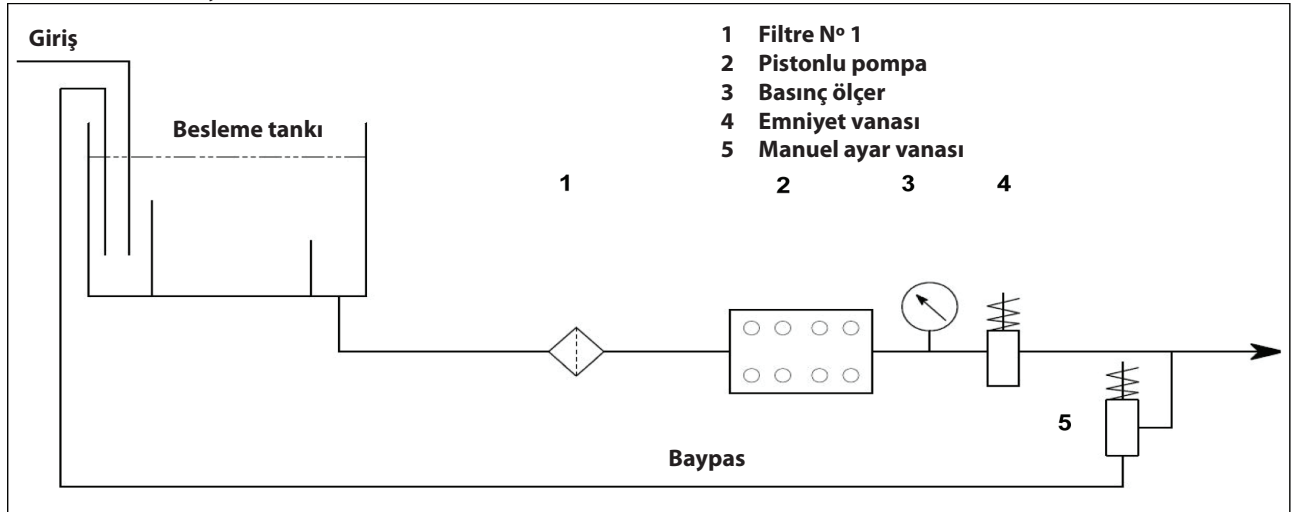 Giriş
1 Filtre Nº 1
2 Pistonlu pompa
3 Basınç ölçer
4 Emniyet vanası
5 Manuel ayar vanası
Besleme tankı
1 2 3 4
5
Baypas